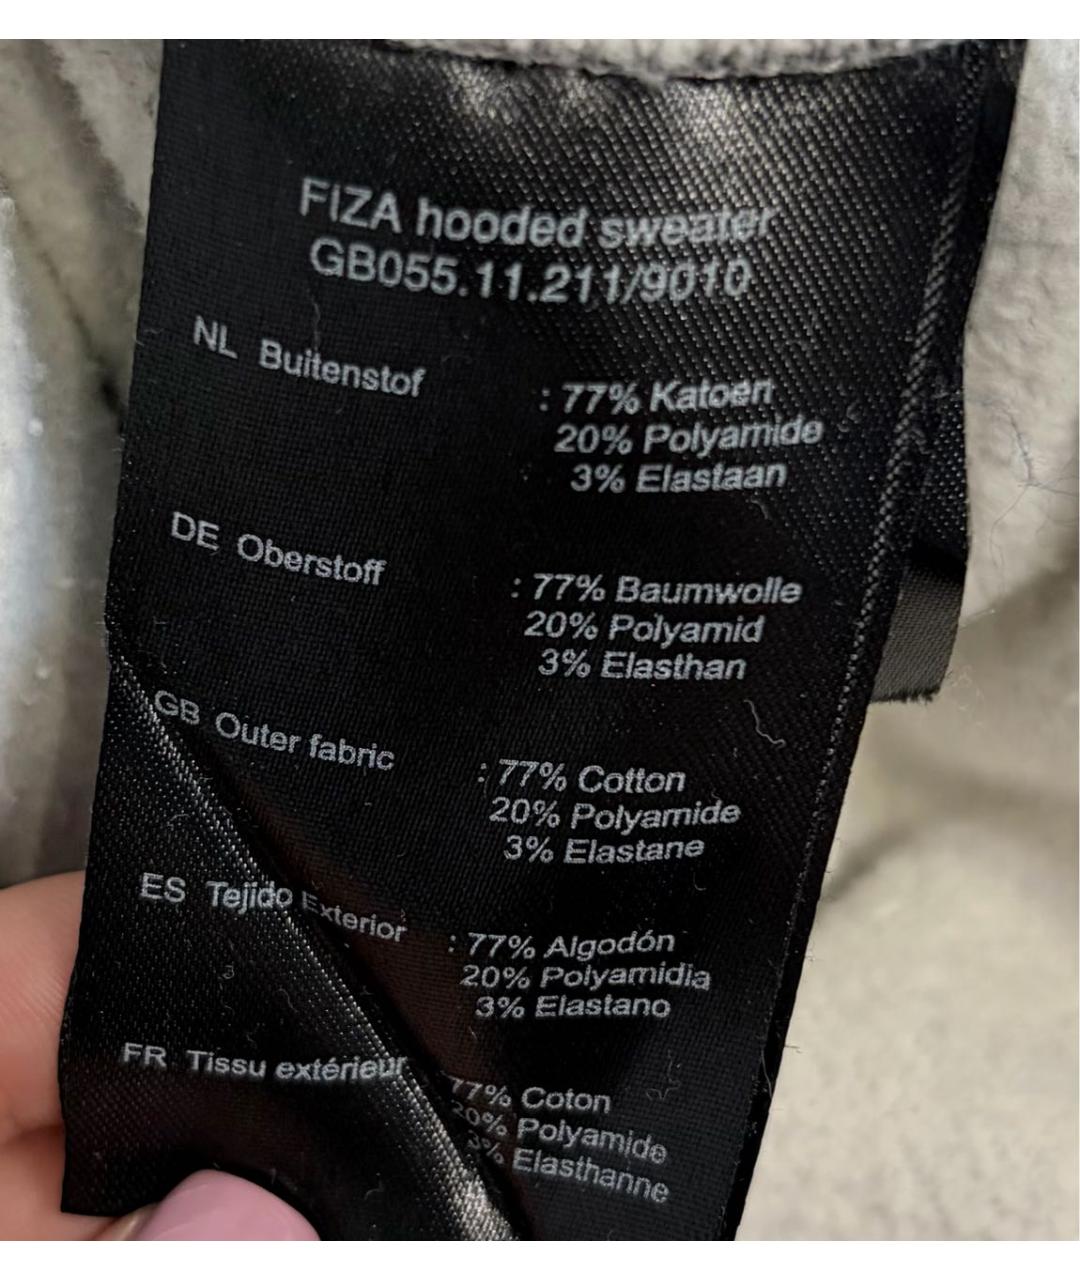 FIZA hooded sweater
GB055.11.211/9010
NL Buitenstof : 77% Katoen
20% Polyamide
3% Elastaan
DE Oberstoff : 77% Baumwolle
20% Polyamid
3% Elasthan
GB Outer fabric : 77% Cotton
20% Polyamide
3% Elastane
ES Tejido Exterior : 77% Algodón
20% Polyamidia
3% Elastano
FR Tissu extérieur 77% Coton
20% Polyamide
3% Elasthanne